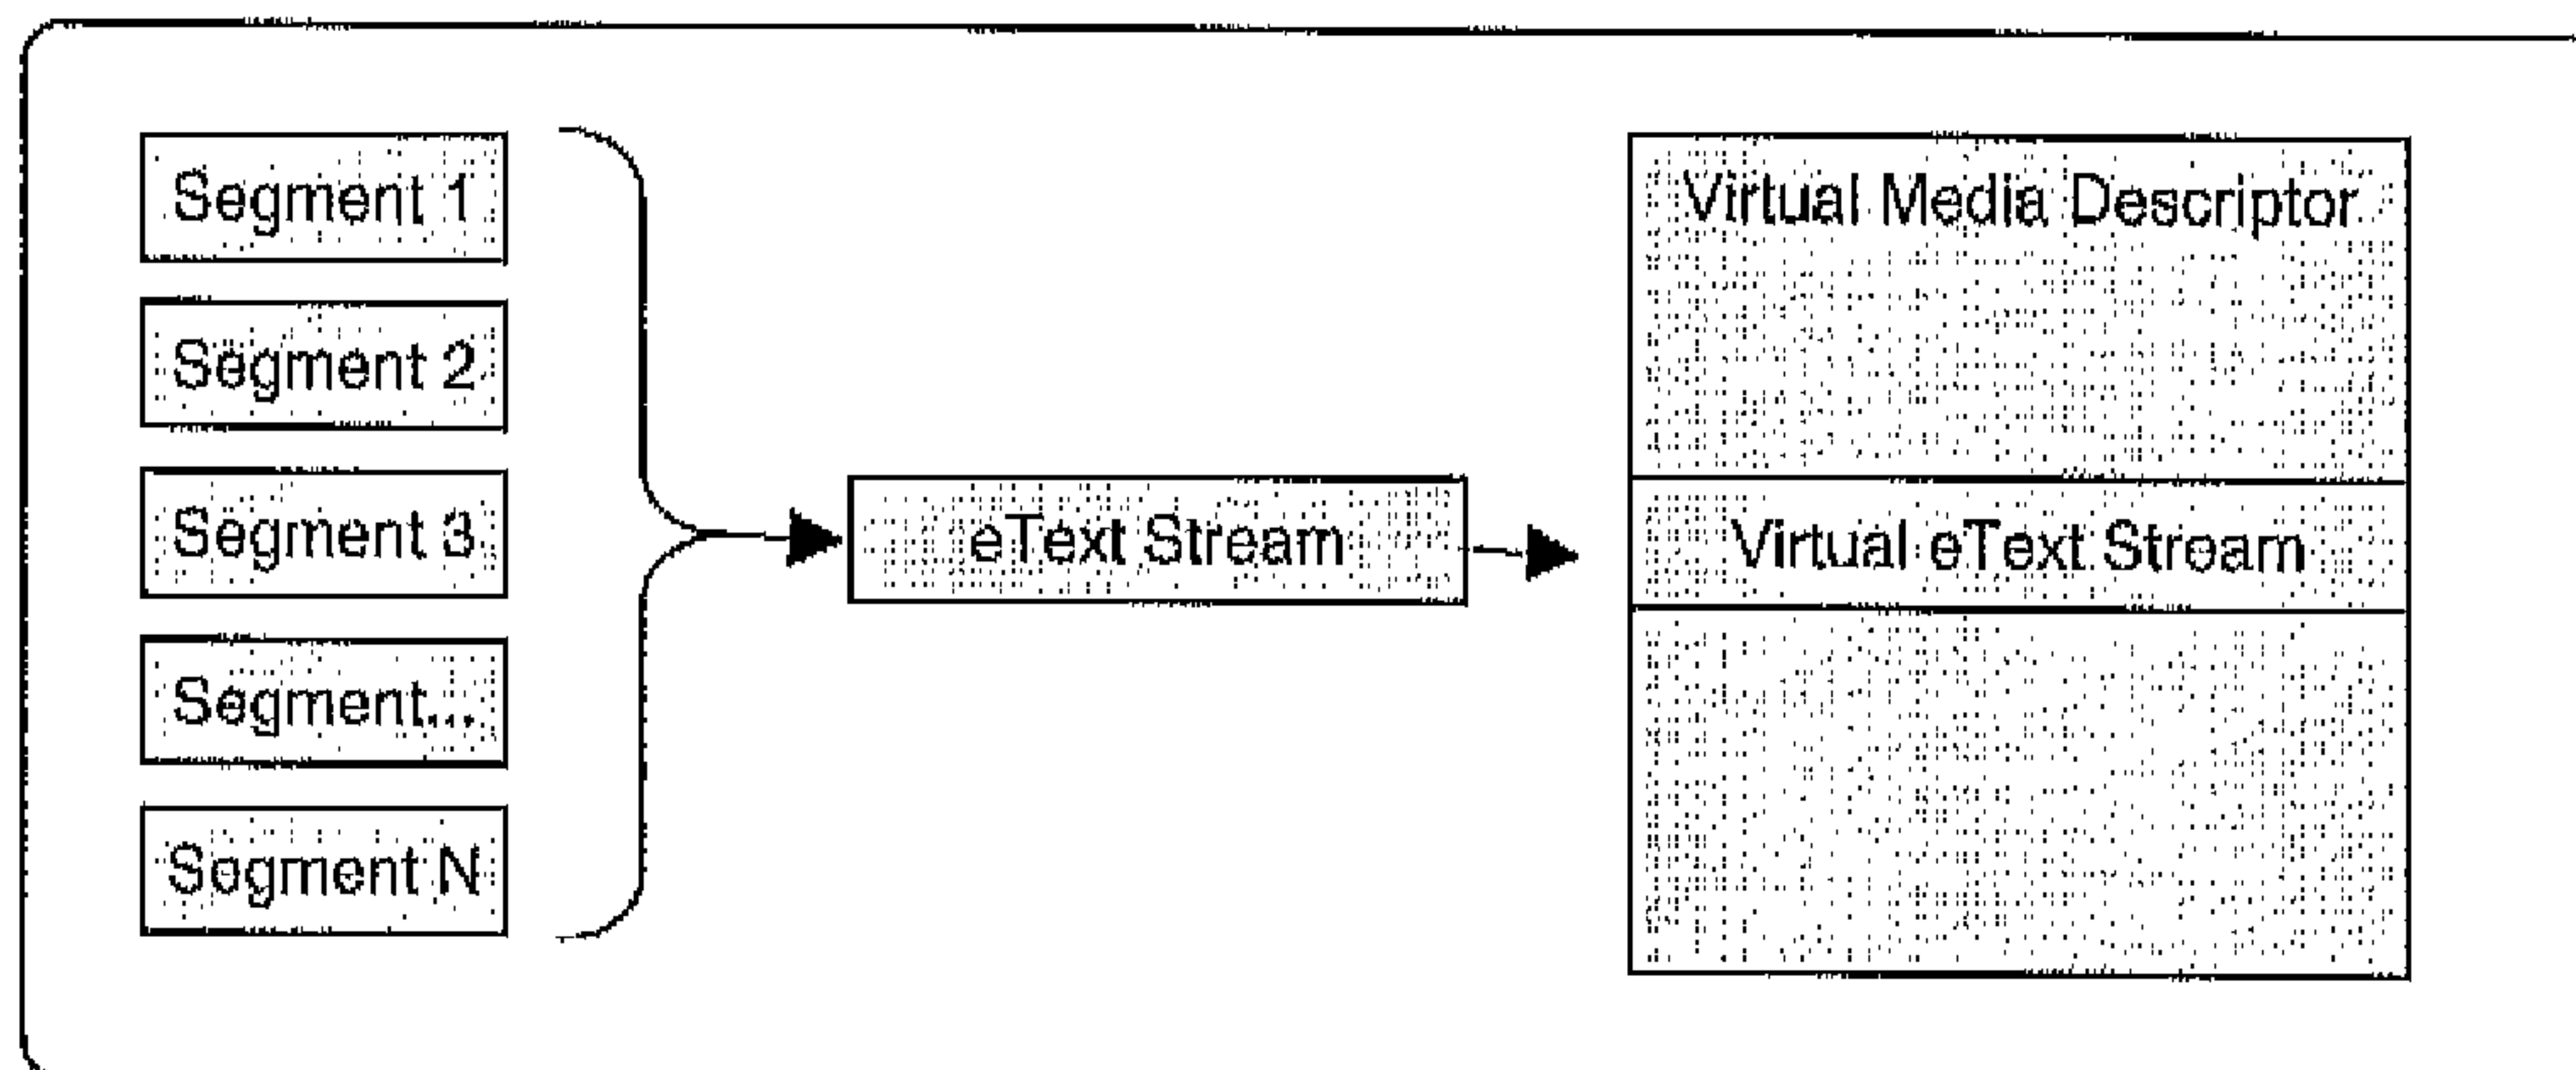 Segment 1
Segment 2
Segment 3
Segment...
Segment N
eText Stream
Virtual Media Descriptor
Virtual eText Stream